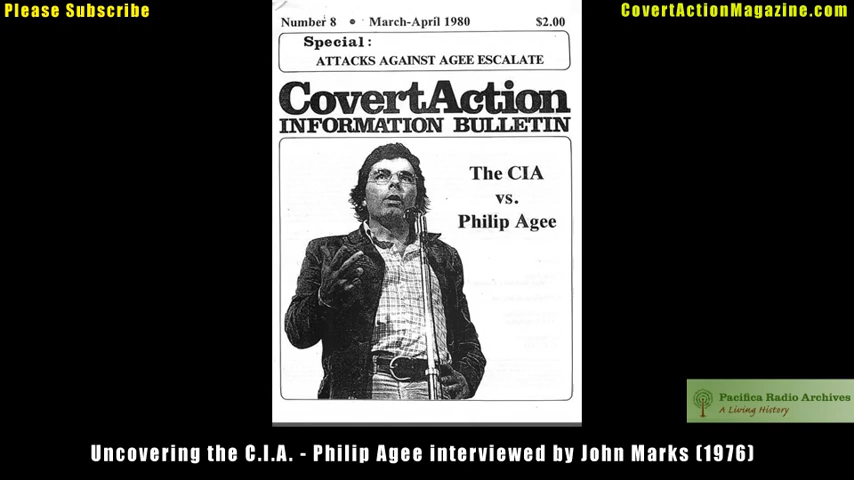 Please Subscribe
CovertActionMagazine.com
Number 8 • March-April 1980 $2.00
Special:
ATTACKS AGAINST AGEE ESCALATE
CovertAction
INFORMATION BULLETIN
The CIA
vs.
Philip Agee
Pacifica Radio Archives
A Living History
Uncovering the C.I.A. - Philip Agee interviewed by John Marks (1976)